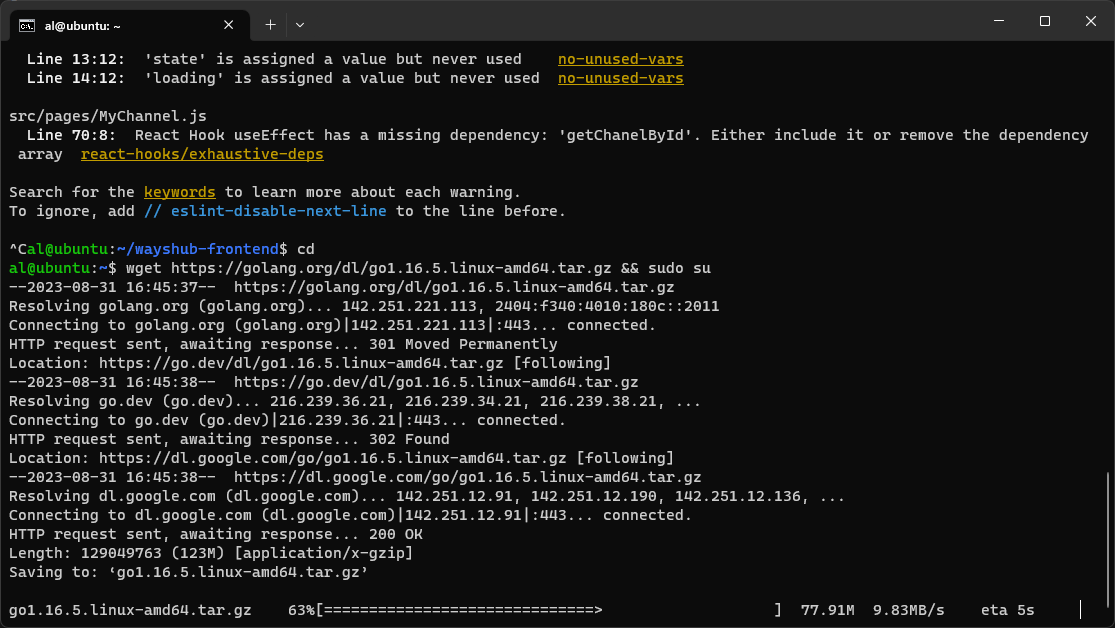 al@ubuntu: ~
Line 13:12:  'state' is assigned a value but never used    no-unused-vars
Line 14:12:  'loading' is assigned a value but never used  no-unused-vars
src/pages/MyChannel.js
Line 70:8:  React Hook useEffect has a missing dependency: 'getChanelById'. Either include it or remove the dependency
array  react-hooks/exhaustive-deps
Search for the keywords to learn more about each warning.
To ignore, add // eslint-disable-next-line to the line before.
^Cal@ubuntu:~/wayshub-frontend$ cd
al@ubuntu:~$ wget https://golang.org/dl/go1.16.5.linux-amd64.tar.gz && sudo su
--2023-08-31 16:45:37--  https://golang.org/dl/go1.16.5.linux-amd64.tar.gz
Resolving golang.org (golang.org)... 142.251.221.113, 2404:f340:4010:180c::2011
Connecting to golang.org (golang.org)|142.251.221.113|:443... connected.
HTTP request sent, awaiting response... 301 Moved Permanently
Location: https://go.dev/dl/go1.16.5.linux-amd64.tar.gz [following]
--2023-08-31 16:45:38--  https://go.dev/dl/go1.16.5.linux-amd64.tar.gz
Resolving go.dev (go.dev)... 216.239.36.21, 216.239.34.21, 216.239.38.21, ...
Connecting to go.dev (go.dev)|216.239.36.21|:443... connected.
HTTP request sent, awaiting response... 302 Found
Location: https://dl.google.com/go/go1.16.5.linux-amd64.tar.gz [following]
--2023-08-31 16:45:38--  https://dl.google.com/go/go1.16.5.linux-amd64.tar.gz
Resolving dl.google.com (dl.google.com)... 142.251.12.91, 142.251.12.190, 142.251.12.136, ...
Connecting to dl.google.com (dl.google.com)|142.251.12.91|:443... connected.
HTTP request sent, awaiting response... 200 OK
Length: 129049763 (123M) [application/x-gzip]
Saving to: ‘go1.16.5.linux-amd64.tar.gz’
go1.16.5.linux-amd64.tar.gz    63%[==============================>                   ]  77.91M  9.83MB/s    eta 5s